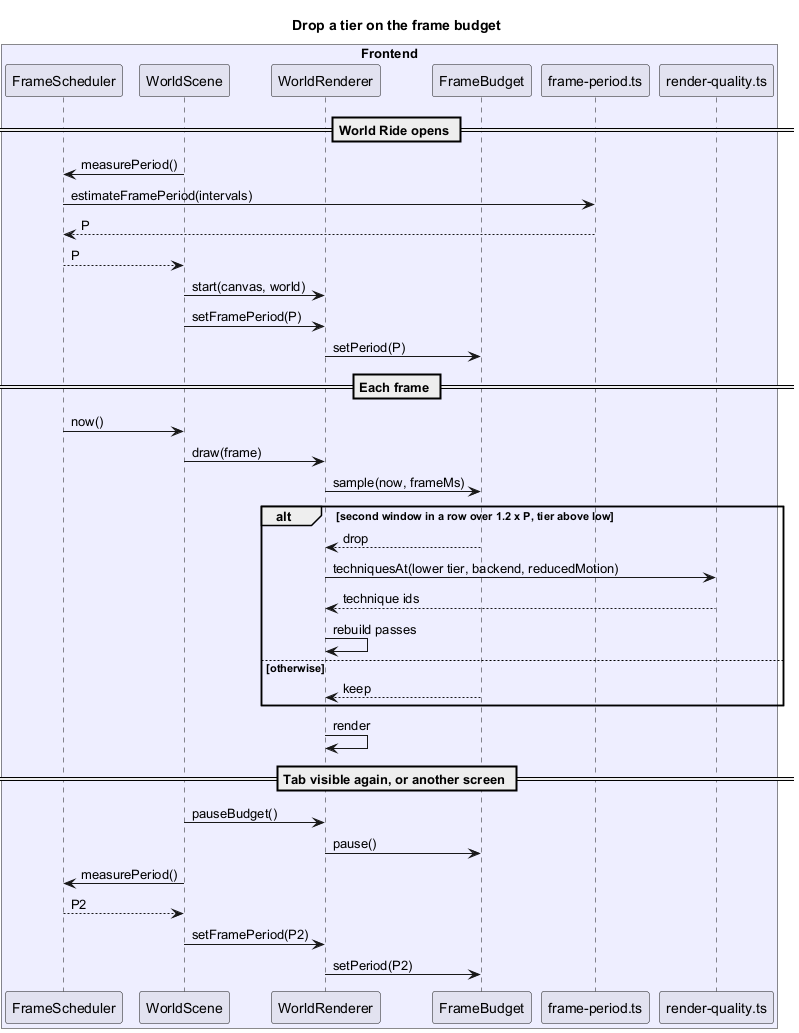 Drop a tier on the frame budget
Frontend
FrameScheduler WorldScene WorldRenderer FrameBudget frame-period.ts render-quality.ts
World Ride opens
measurePeriod()
estimateFramePeriod(intervals)
P
P
start(canvas, world)
setFramePeriod(P)
setPeriod(P)
Each frame
now()
draw(frame)
sample(now, frameMs)
alt [second window in a row over 1.2 x P, tier above low]
drop
techniquesAt(lower tier, backend, reducedMotion)
technique ids
rebuild passes
[otherwise]
keep
render
Tab visible again, or another screen
pauseBudget()
pause()
measurePeriod()
P2
setFramePeriod(P2)
setPeriod(P2)
FrameScheduler WorldScene WorldRenderer FrameBudget frame-period.ts render-quality.ts